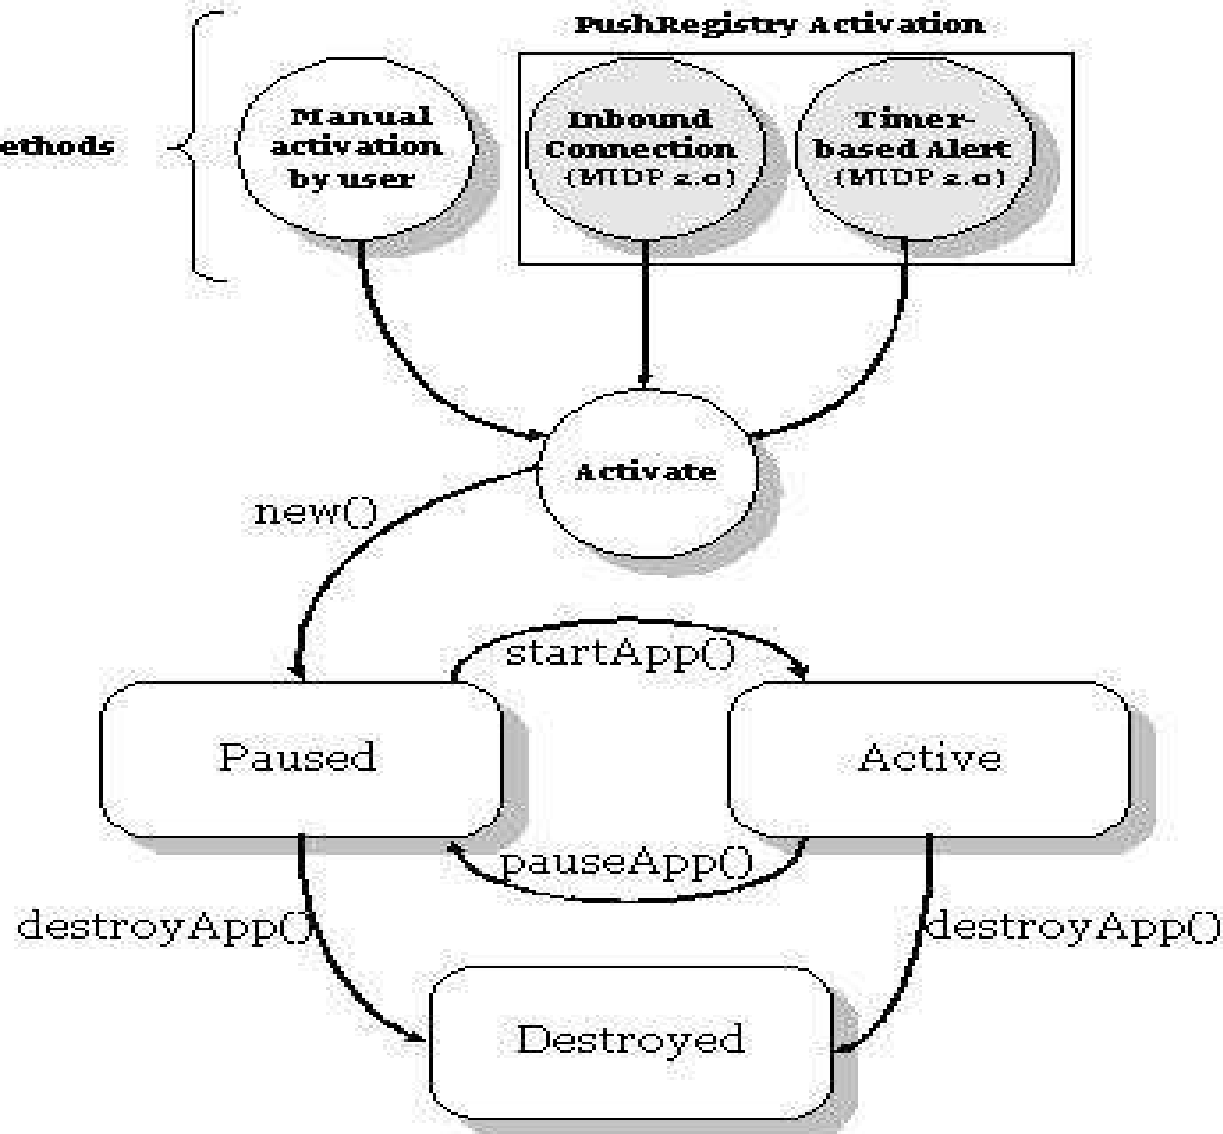 PushRegistry Activation
ethods
Manual
activation
by user
Inbound
Connection
(MIDP 2.0)
Timer-
based Alert
(MIDP 2.0)
Activate
new()
startApp()
Paused
Active
pauseApp()
destroyApp()
destroyApp()
Destroyed